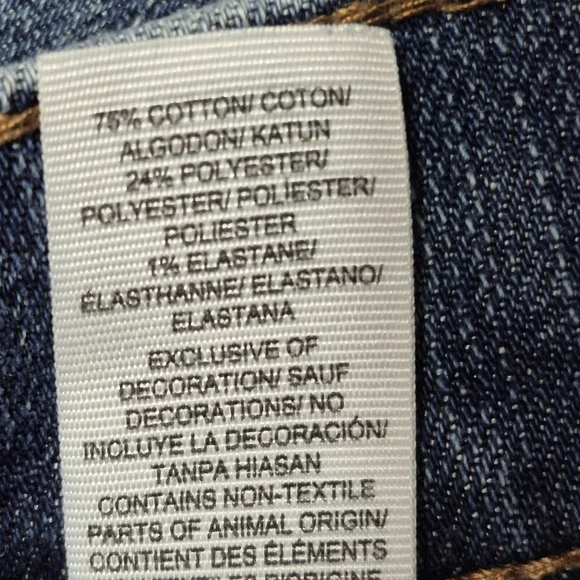 75% COTTON/ COTON/
ALGODON/ KATUN
24% POLYESTER/
POLYESTER/ POLIESTER/
POLIESTER
1% ELASTANE/
ÉLASTHANNE/ ELASTANO/
ELASTANA
EXCLUSIVE OF
DECORATION/ SAUF
DECORATIONS/ NO
INCLUYE LA DECORACIÓN/
TANPA HIASAN
CONTAINS NON-TEXTILE
PARTS OF ANIMAL ORIGIN/
CONTIENT DES ÉLÉMENTS